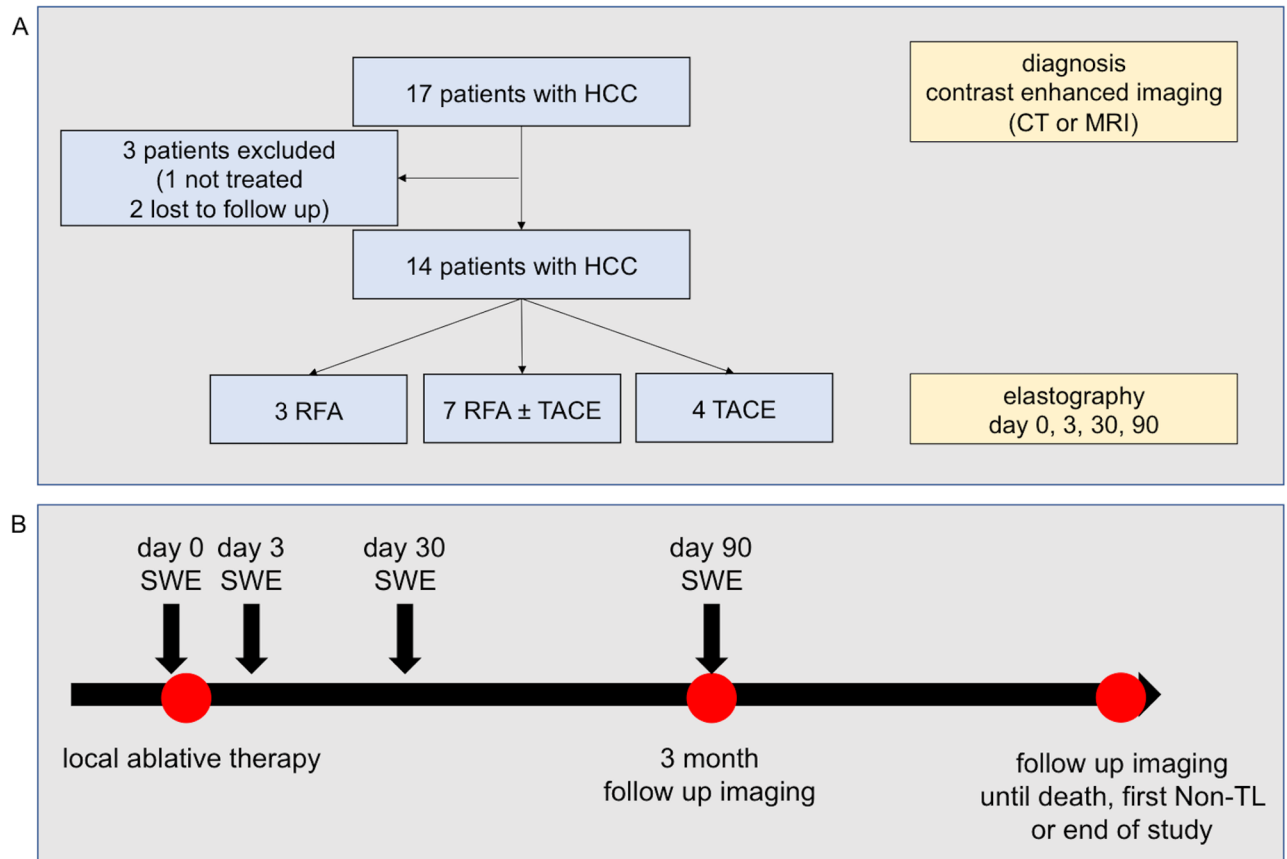 A
17 patients with HCC
diagnosis
contrast enhanced imaging
(CT or MRI)
3 patients excluded
(1 not treated
2 lost to follow up)
14 patients with HCC
3 RFA
7 RFA ± TACE
4 TACE
elastography
day 0, 3, 30, 90
B
day 0
SWE
day 3
SWE
day 30
SWE
day 90
SWE
local ablative therapy
3 month
follow up imaging
follow up imaging
until death, first Non-TL
or end of study